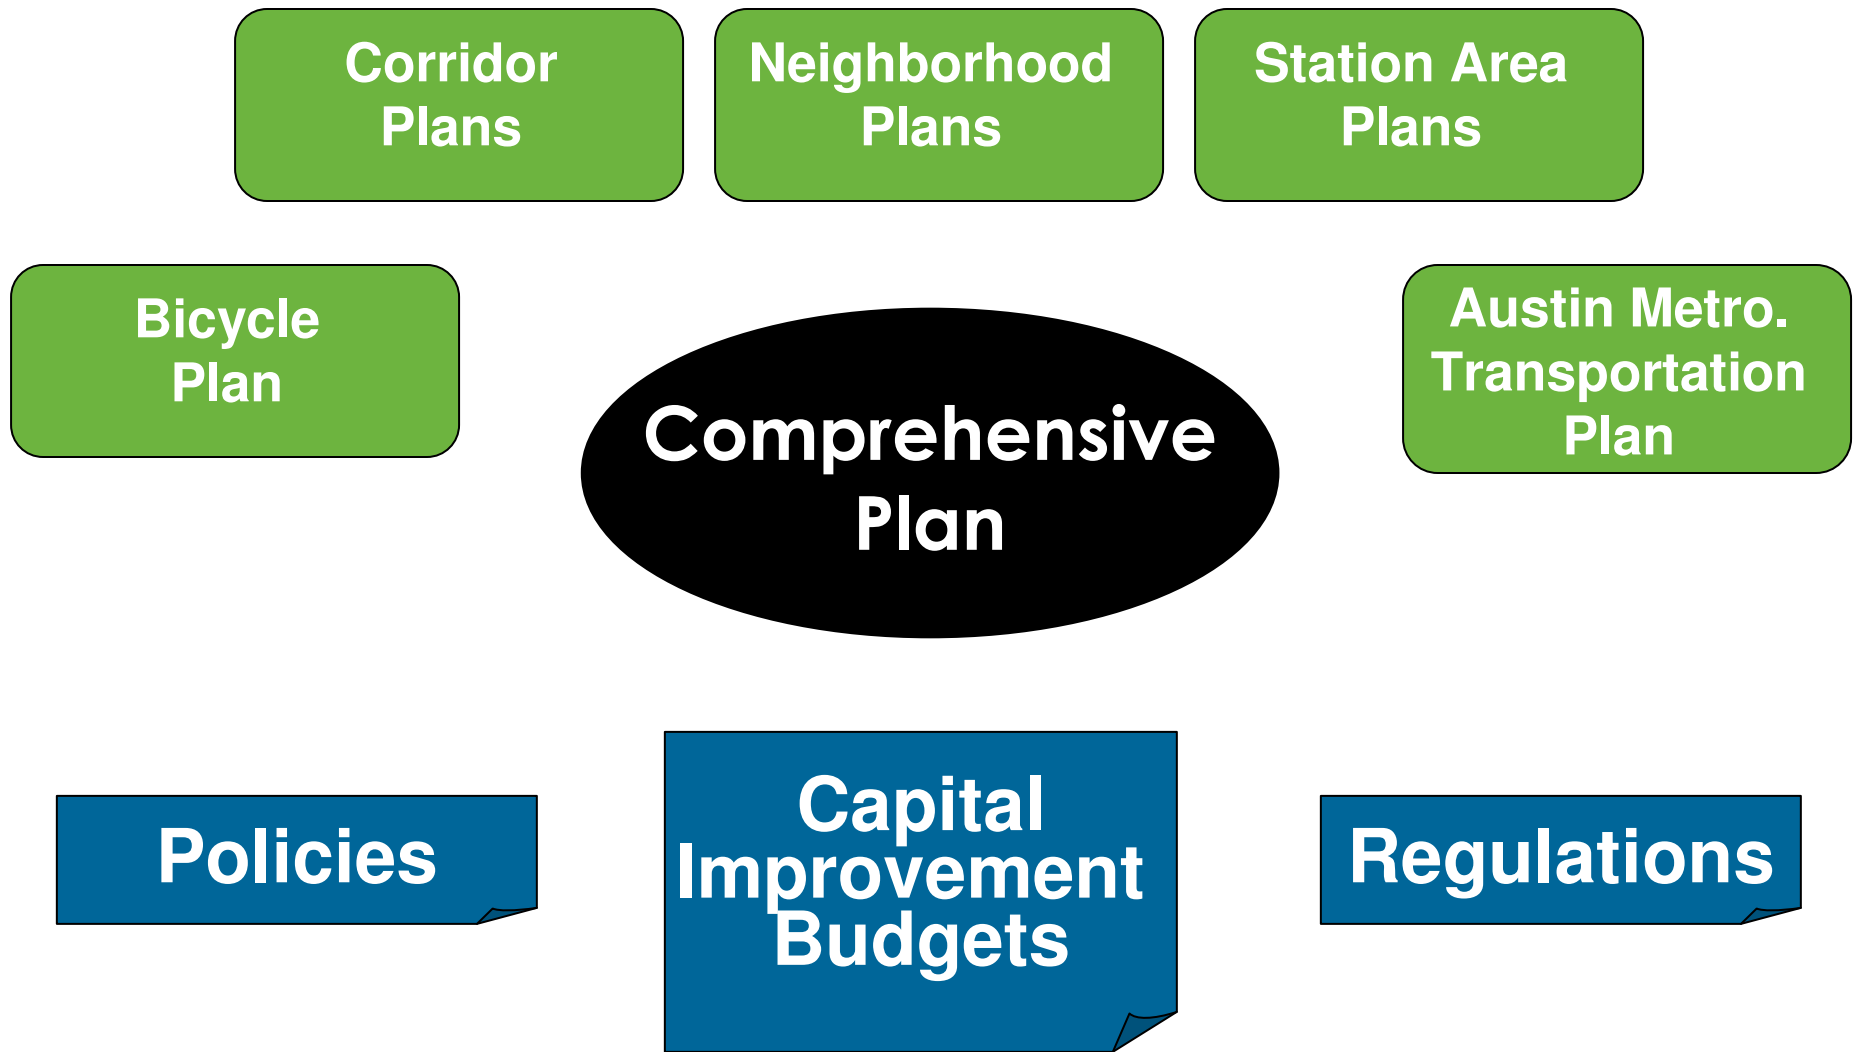 Corridor
Plans
Neighborhood
Plans
Station Area
Plans
Bicycle
Plan
Austin Metro.
Transportation
Plan
Comprehensive
Plan
Policies
Capital
Improvement
Budgets
Regulations